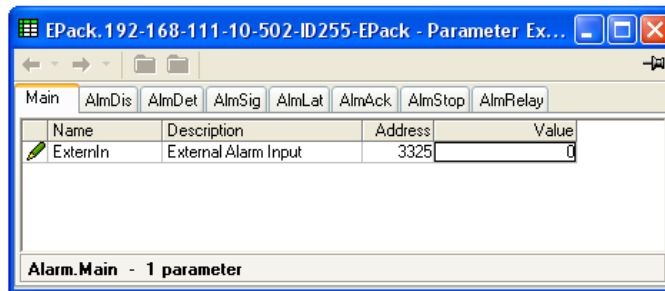 EPack.192-168-111-10-502-ID255-EPack - Parameter Ex...
Main AlmDis AlmDet AlmSig AlmLat AlmAck AlmStop AlmRelay
Name Description Address Value
ExternIn External Alarm Input 3325 0
Alarm.Main - 1 parameter